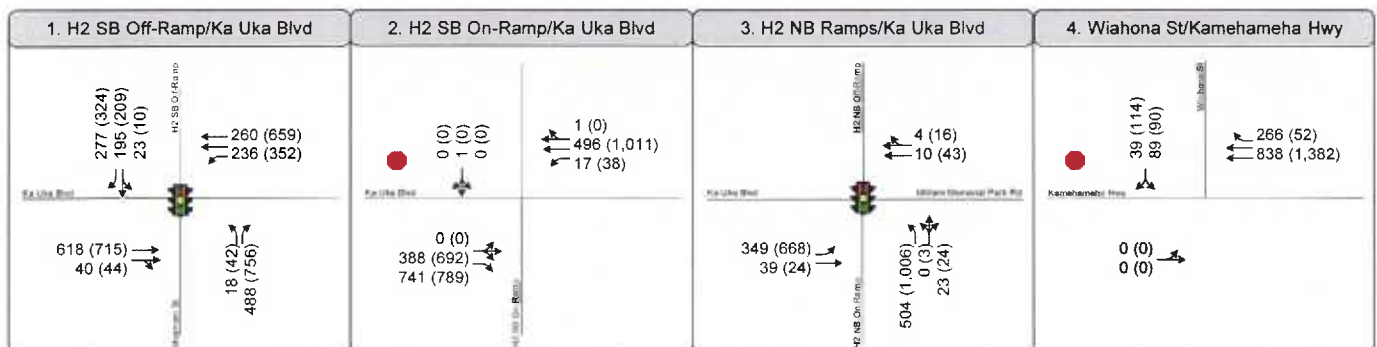 1. H2 SB Off-Ramp/Ka Uka Blvd
277 (324)
195 (209)
23 (10)
H2 SB Off-Ramp
260 (659)
236 (352)
Ka Uka Blvd
618 (715)
40 (44)
18 (42)
488 (756)
2. H2 SB On-Ramp/Ka Uka Blvd
0 (0)
1 (0)
0 (0)
1 (0)
496 (1,011)
17 (38)
Ka Uka Blvd
0 (0)
388 (692)
741 (789)
On Ramp
3. H2 NB Ramps/Ka Uka Blvd
H2 NB Off-Ramp
4 (16)
10 (43)
Ka Uka Blvd
Mililani Memorial Park Rd
349 (668)
39 (24)
504 (1,006)
0 (3)
23 (24)
H2 NB On Ramp
4. Wiahona St/Kamehameha Hwy
39 (114)
89 (90)
Wiahona St
266 (52)
838 (1,382)
Kamehameha Hwy
0 (0)
0 (0)